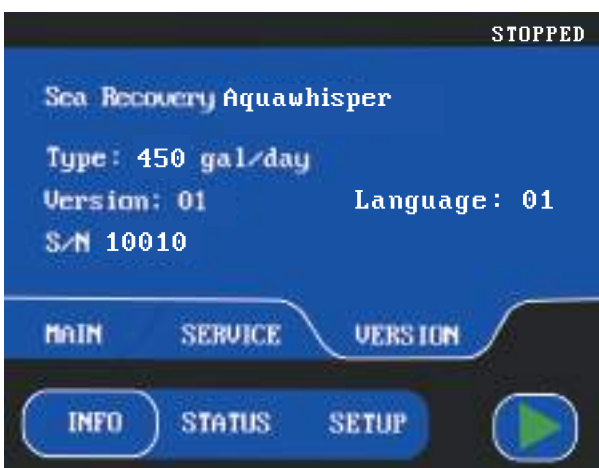 STOPPED
Sea Recovery Aquawhisper
Type: 450 gal/day
Version: 01 Language: 01
S/N 10010
MAIN SERVICE VERSION
INFO STATUS SETUP